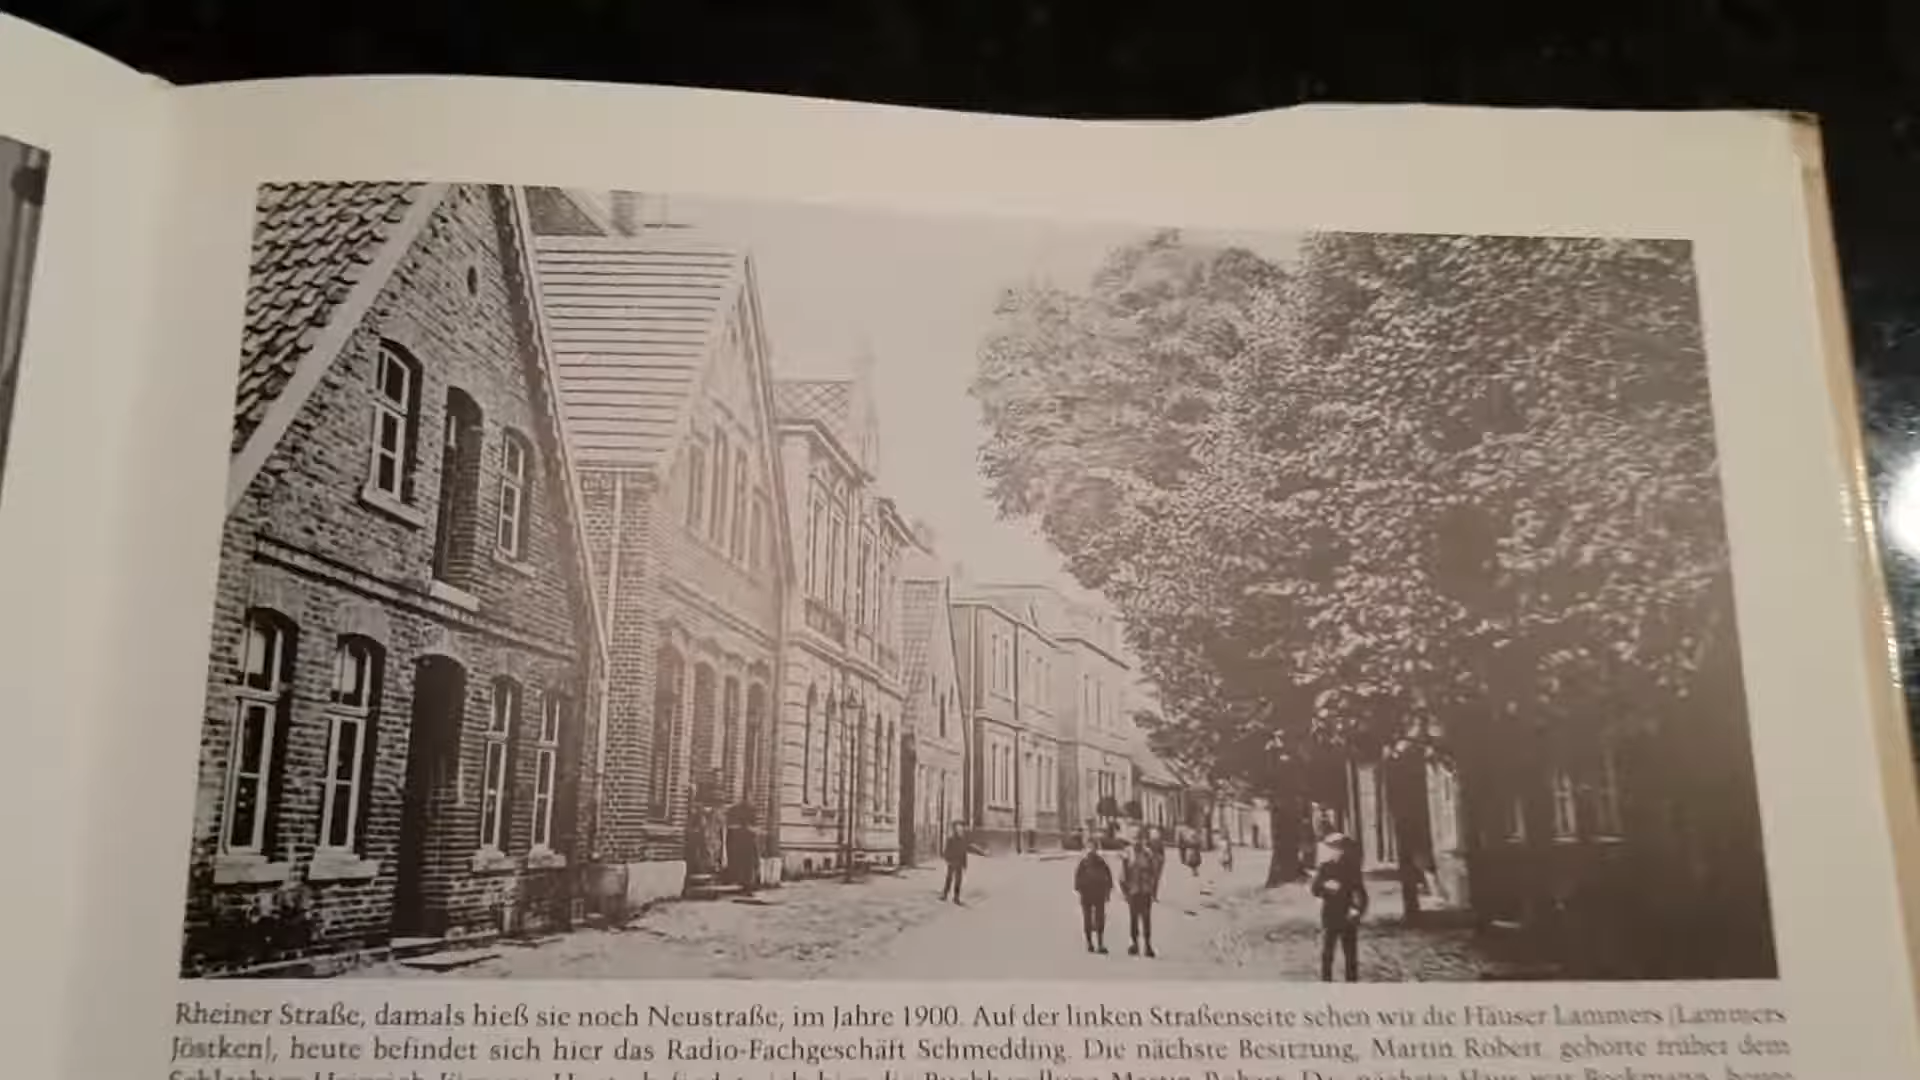 Rheiner Straße, damals hieß sie noch Neustraße, im Jahre 1900. Auf der linken Straßenseite sehen wir die Häuser Lammers (Lammers
Jöstken), heute befindet sich hier das Radio-Fachgeschäft Schmedding. Die nächste Besitzung, Martin Robert, gehörte früher dem
Heinrich